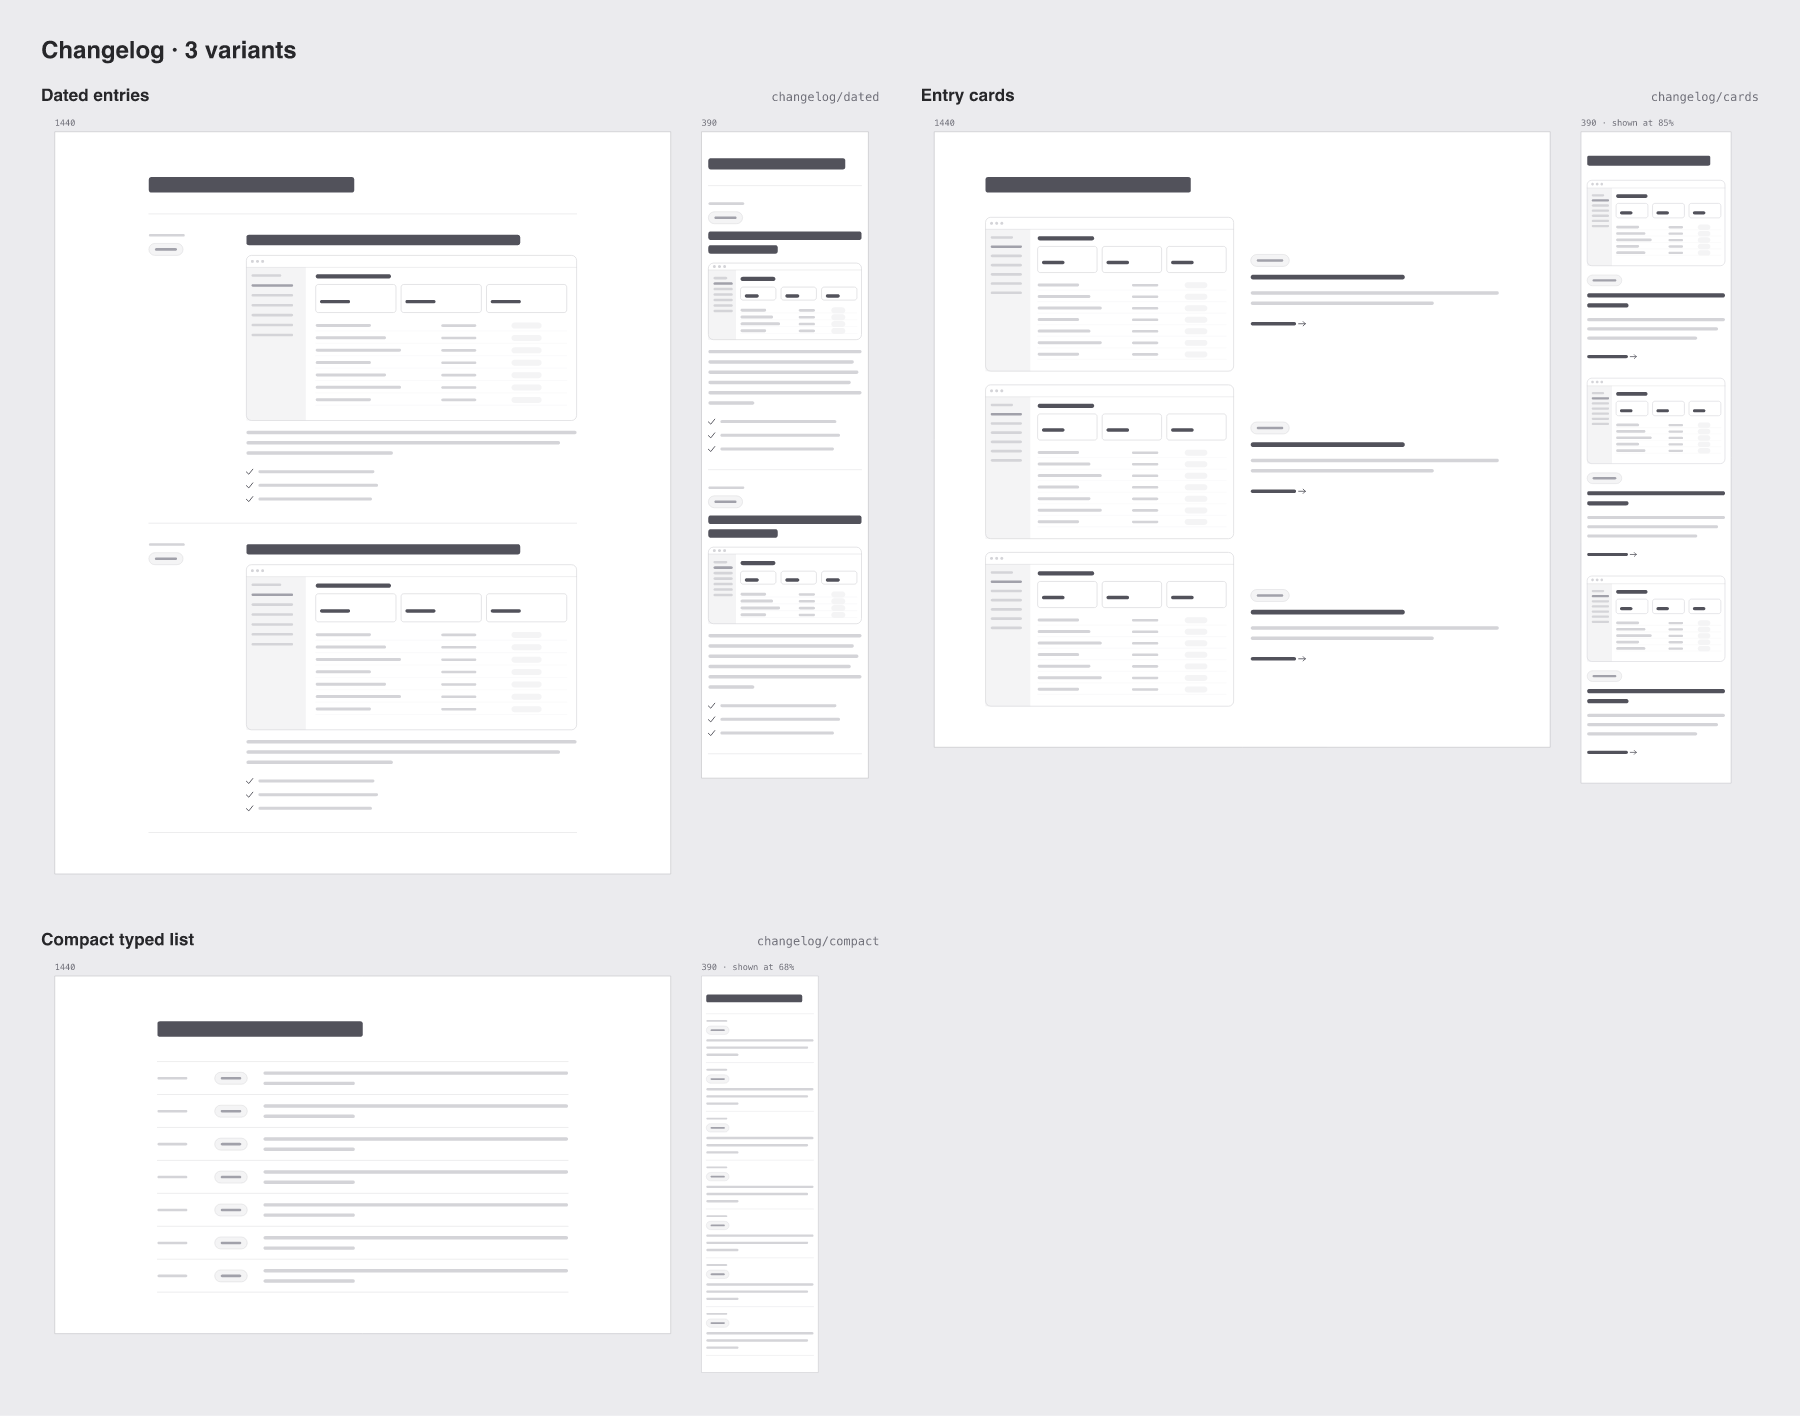 Changelog · 3 variants
Dated entries
changelog/dated
1440
390
Entry cards
changelog/cards
1440
390 · shown at 85%
Compact typed list
changelog/compact
1440
390 · shown at 68%